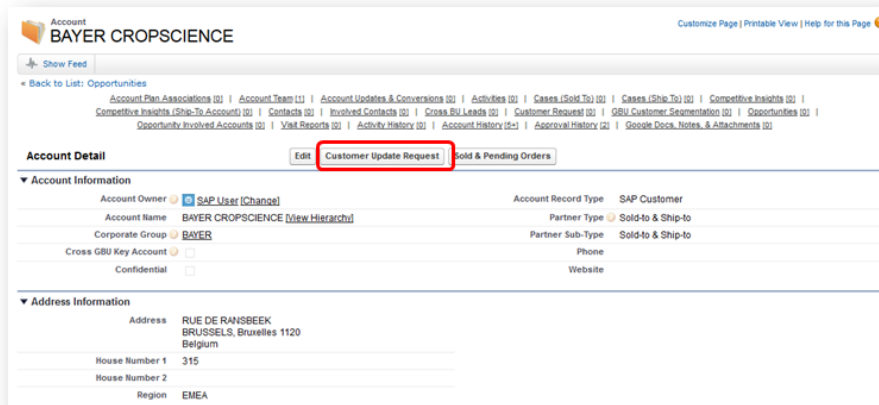 Account
BAYER CROPSCIENCE
Customize Page | Printable View | Help for this Page
Show Feed
« Back to List: Opportunities
Account Plan Associations [0] | Account Team [1] | Account Updates & Conversions [0] | Activities [0] | Cases (Sold To) [0] | Cases (Ship To) [0] | Competitive Insights [0] |
Competitive Insights (Ship-To Account) [0] | Contacts [0] | Involved Contacts [0] | Cross BU Leads [0] | Customer Request [0] | GBU Customer Segmentation [0] | Opportunities [0] |
Opportunity Involved Accounts [0] | Visit Reports [0] | Activity History [0] | Account History [5+] | Approval History [2] | Google Docs, Notes, & Attachments [0]
Account Detail
Edit Customer Update Request Sold & Pending Orders
Account Information
Account Owner SAP User [Change] Account Record Type SAP Customer
Account Name BAYER CROPSCIENCE [View Hierarchy] Partner Type Sold-to & Ship-to
Corporate Group BAYER Partner Sub-Type Sold-to & Ship-to
Cross GBU Key Account Phone
Confidential Website
Address Information
Address RUE DE RANSBEEK
BRUSSELS, Bruxelles 1120
Belgium
House Number 1 315
House Number 2
Region EMEA